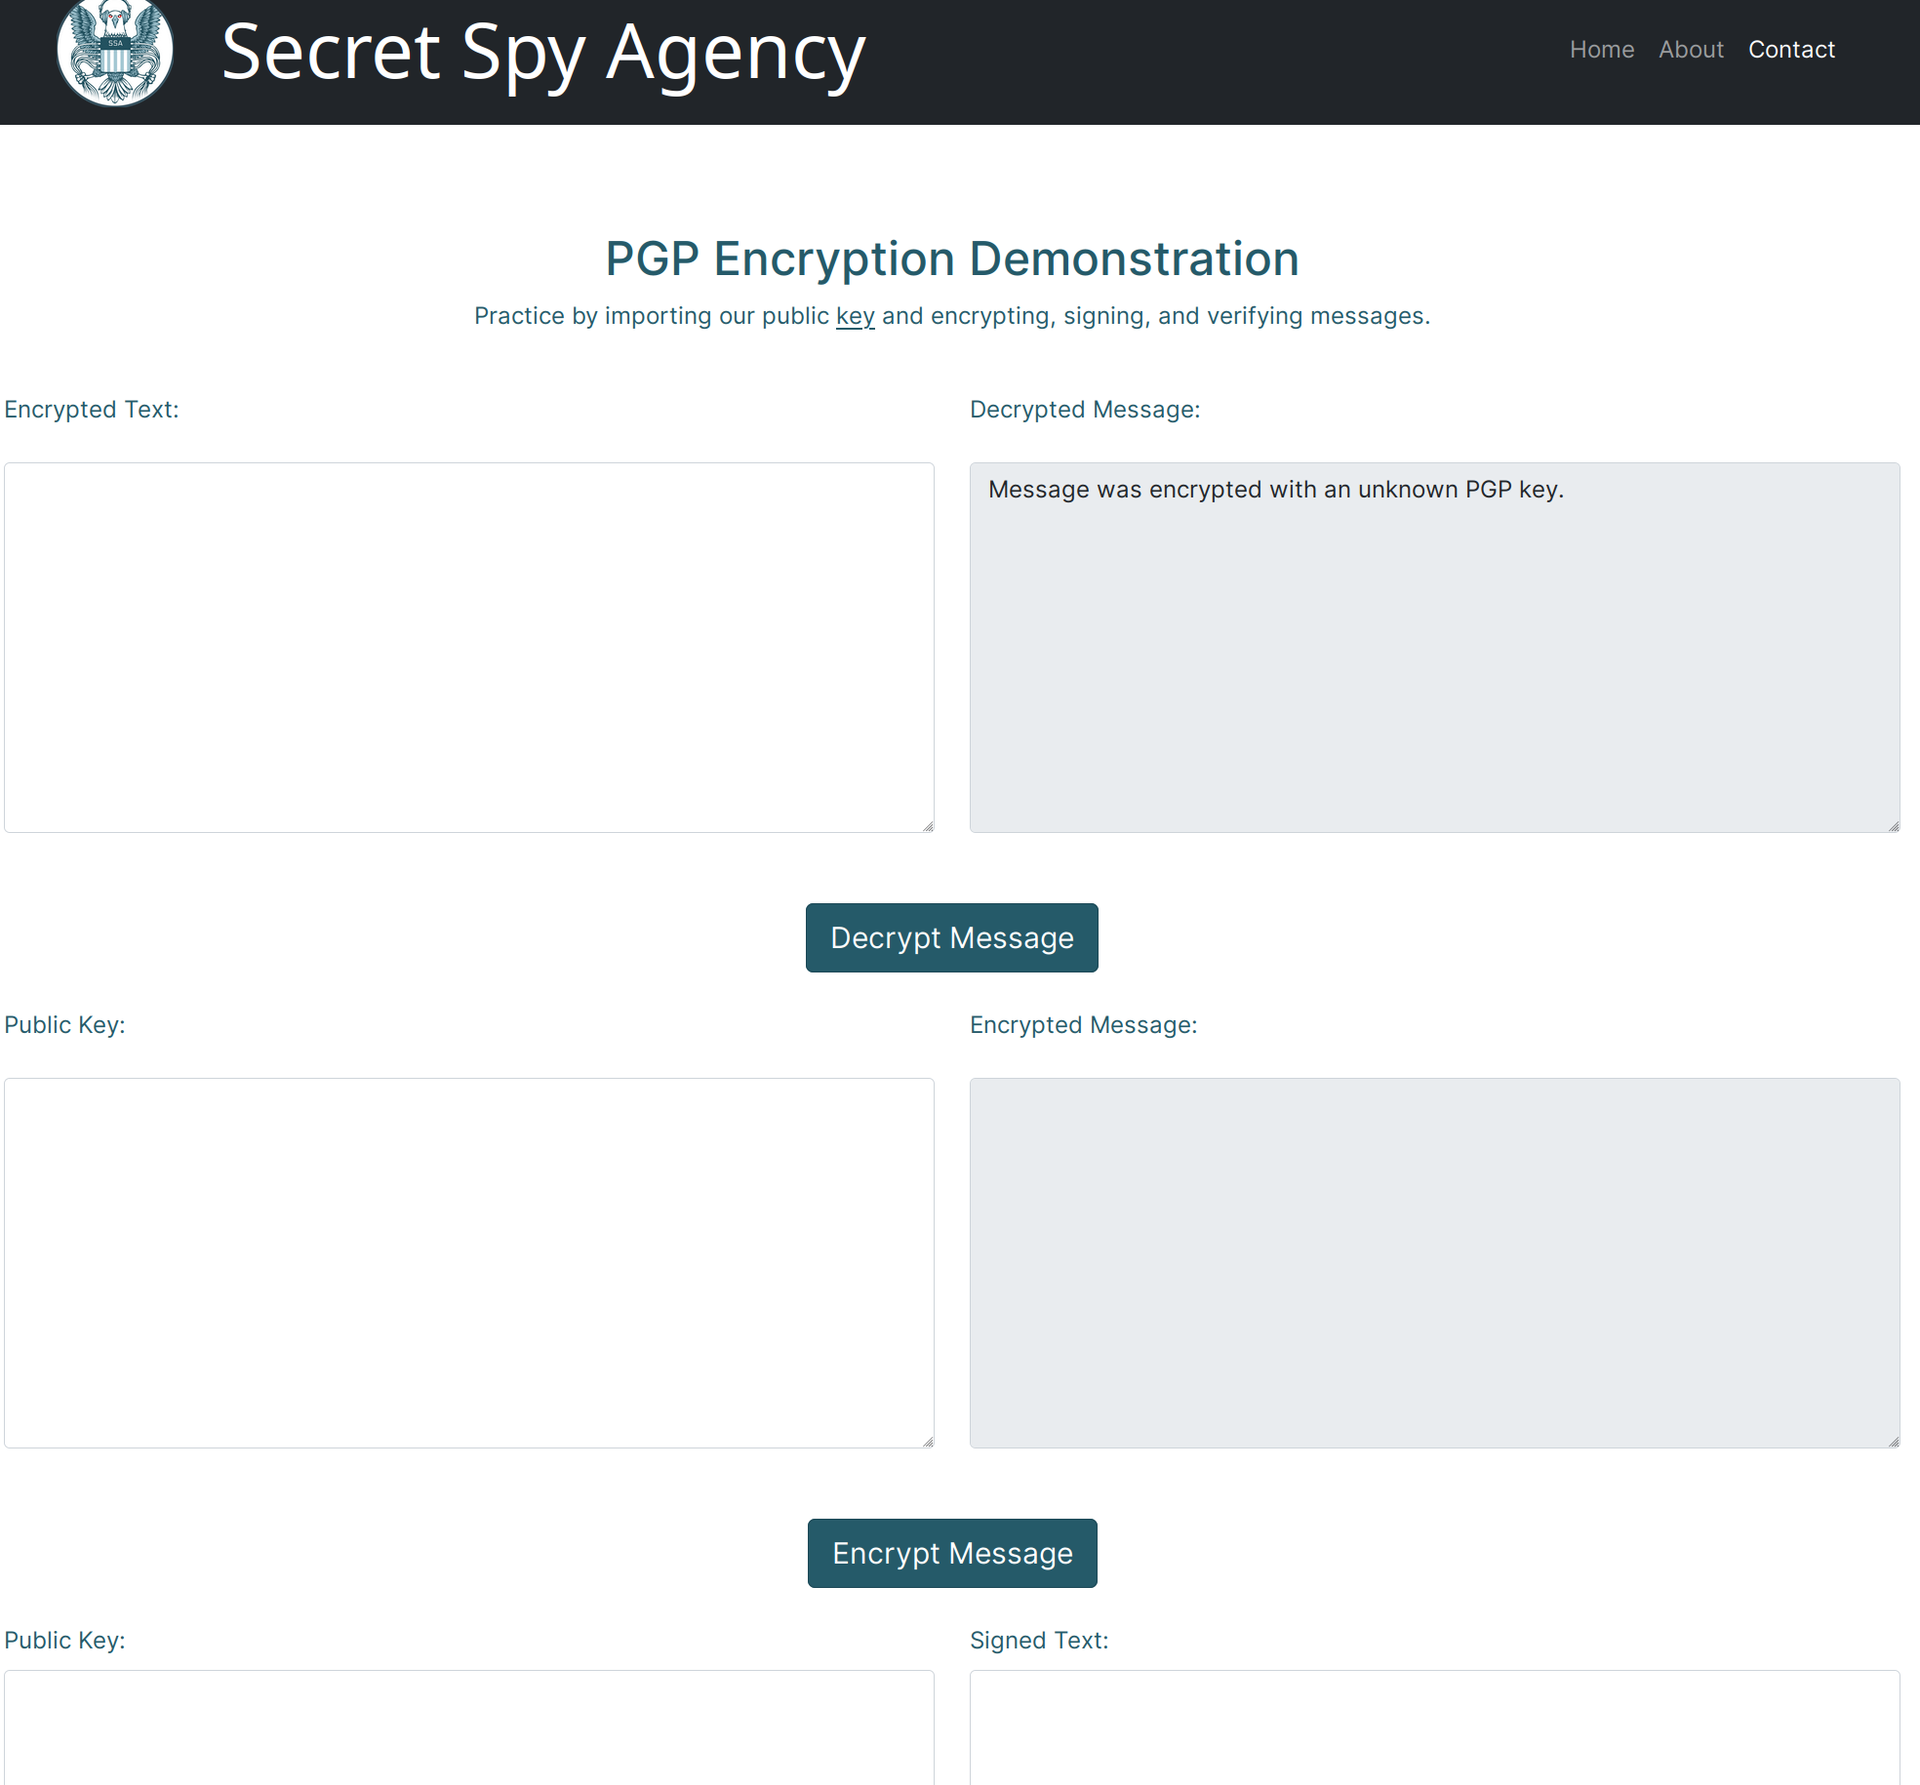 SSA
Secret Spy Agency
Home About Contact
PGP Encryption Demonstration
Practice by importing our public key and encrypting, signing, and verifying messages.
Encrypted Text:
Decrypted Message:
Message was encrypted with an unknown PGP key.
Decrypt Message
Public Key:
Encrypted Message:
Encrypt Message
Public Key:
Signed Text: